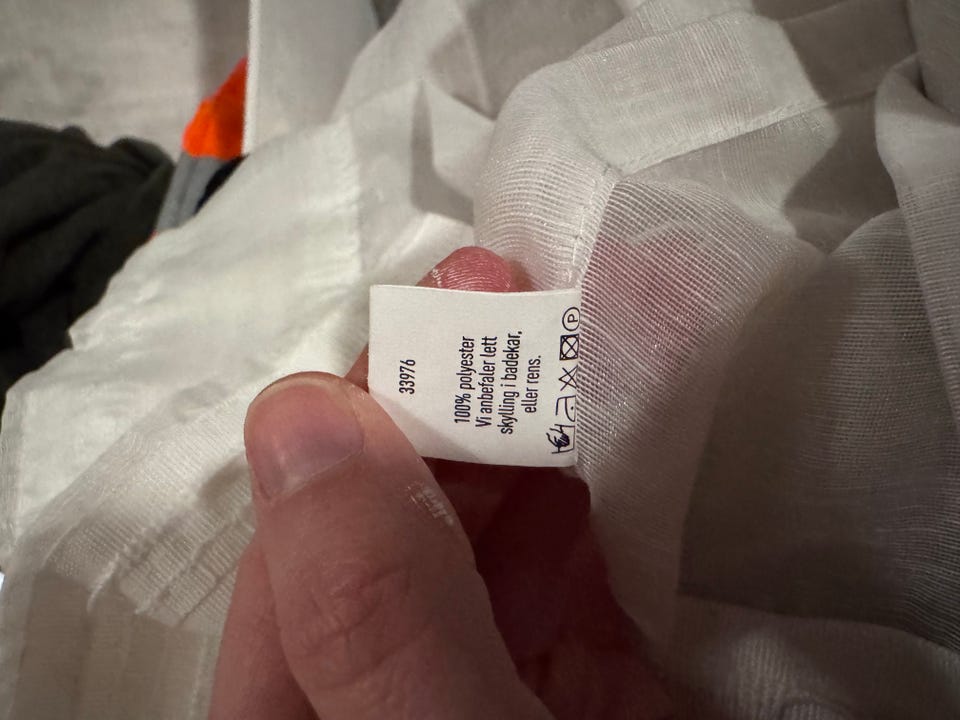 33976
100% polyester
Vi anbefaler lett
skylling i badekar,
eller rens.
P